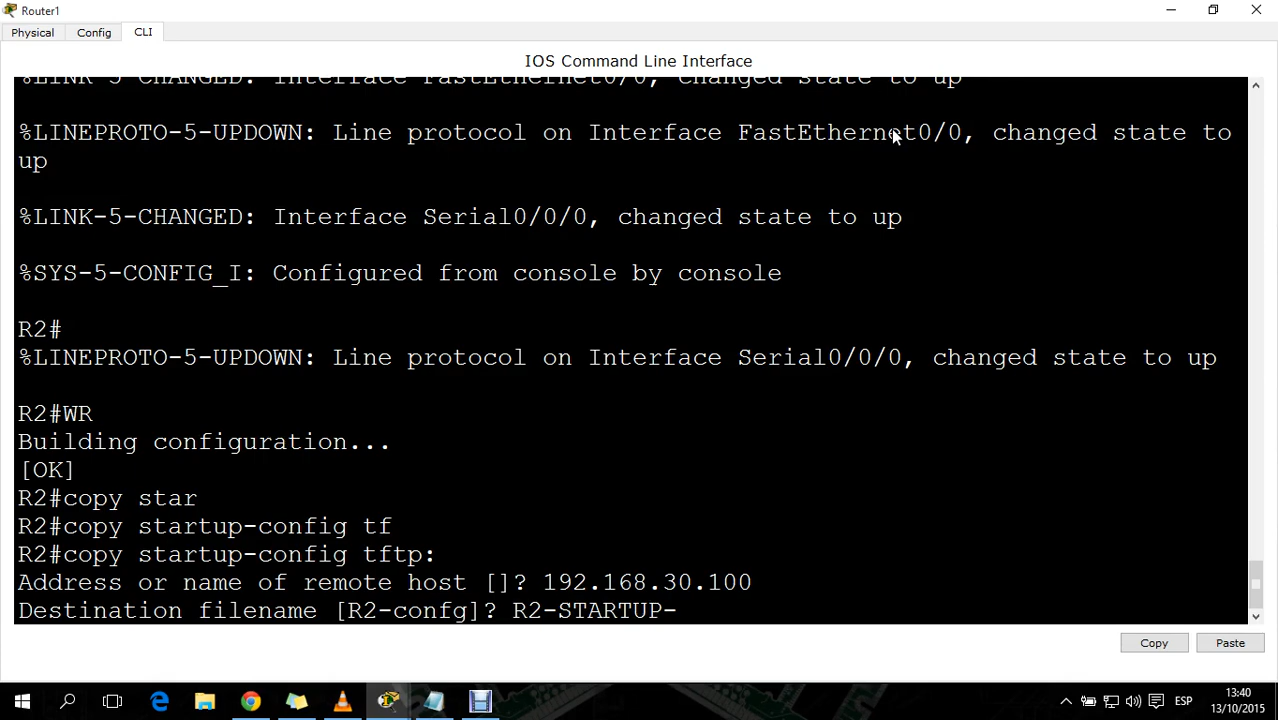 Router1
Physical Config CLI
IOS Command Line Interface
%LINK-5-CHANGED: Interface FastEthernet0/0, changed state to up
%LINEPROTO-5-UPDOWN: Line protocol on Interface FastEthernet0/0, changed state to
up
%LINK-5-CHANGED: Interface Serial0/0/0, changed state to up
%SYS-5-CONFIG_I: Configured from console by console
R2#
%LINEPROTO-5-UPDOWN: Line protocol on Interface Serial0/0/0, changed state to up
R2#WR
Building configuration...
[OK]
R2#copy star
R2#copy startup-config tf
R2#copy startup-config tftp:
Address or name of remote host []? 192.168.30.100
Destination filename [R2-confg]? R2-STARTUP-
Copy Paste
ESP
13:40
13/10/2015